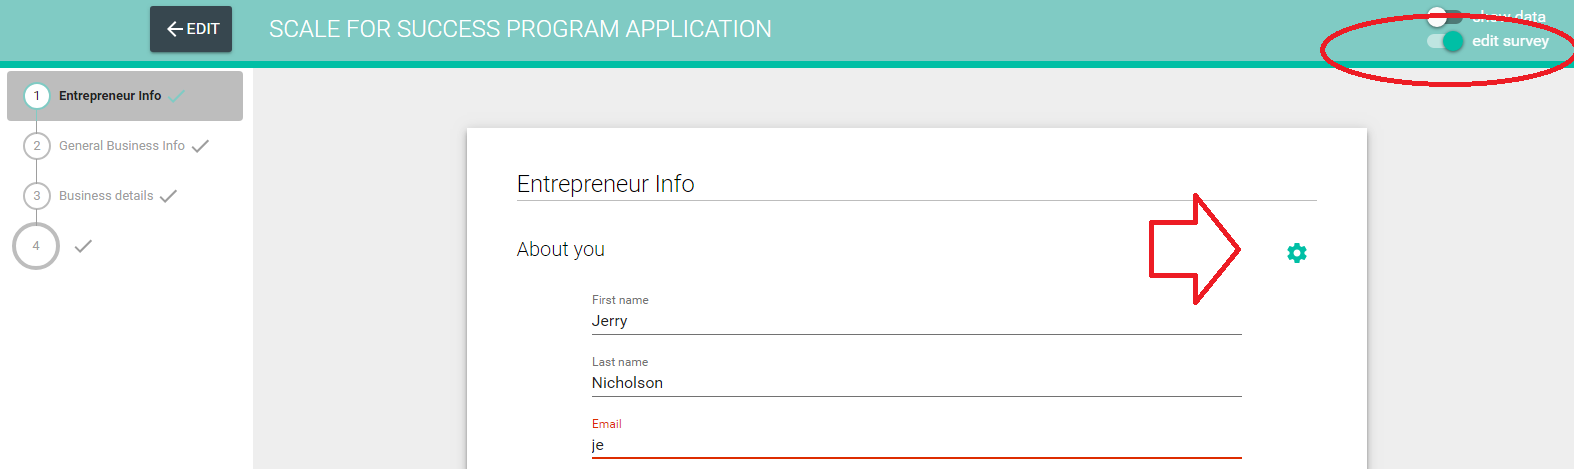 EDIT
SCALE FOR SUCCESS PROGRAM APPLICATION
show data
edit survey
1 Entrepreneur Info
2 General Business Info
3 Business details
4
Entrepreneur Info
About you
First name
Jerry
Last name
Nicholson
Email
je